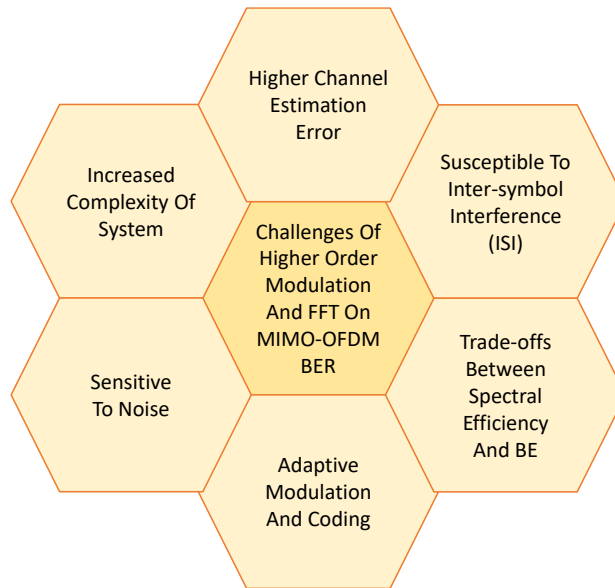 Higher Channel
Estimation
Error
Increased
Complexity Of
System
Susceptible To
Inter-symbol
Interference
(ISI)
Challenges Of
Higher Order
Modulation
And FFT On
MIMO-OFDM
BER
Sensitive
To Noise
Trade-offs
Between
Spectral
Efficiency
And BE
Adaptive
Modulation
And Coding